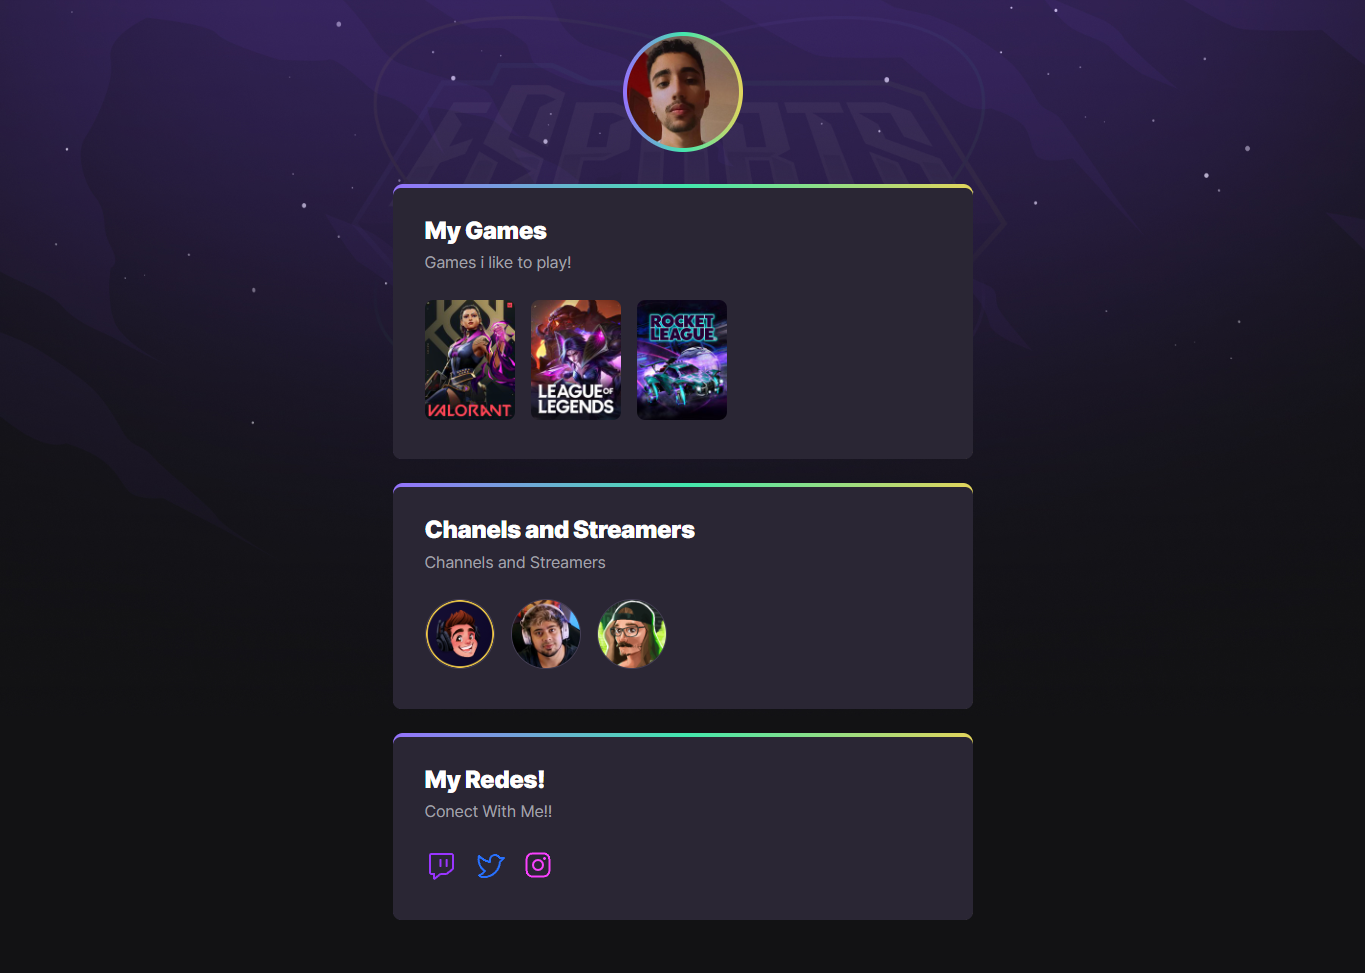 ESPORTS
My Games
Games i like to play!
VALORANT
LEAGUE OF
LEGENDS
ROCKET
LEAGUE
Chanels and Streamers
Channels and Streamers
My Redes!
Conect With Me!!